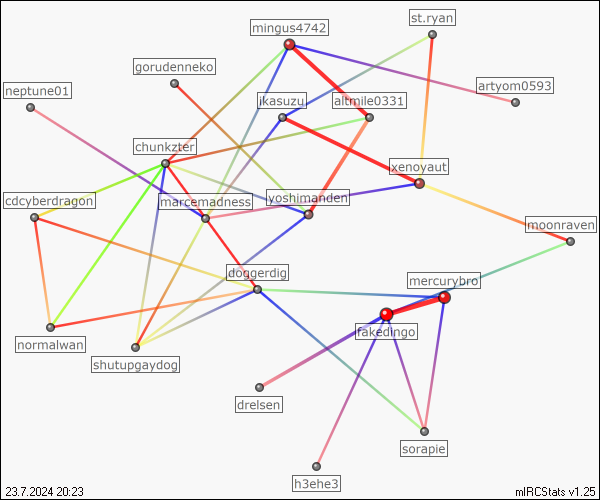 st.ryan
mingus4742
gorudenneko
neptune01
artyom0593
ikasuzu
altmile0331
chunkzter
xenoyaut
cdcyberdragon
marcemadness
yoshimanden
moonraven
doggerdig
mercurybro
fakedingo
normalwan
shutupgaydog
drelsen
sorapie
h3ehe3
23.7.2024 20:23
mIRCStats v1.25